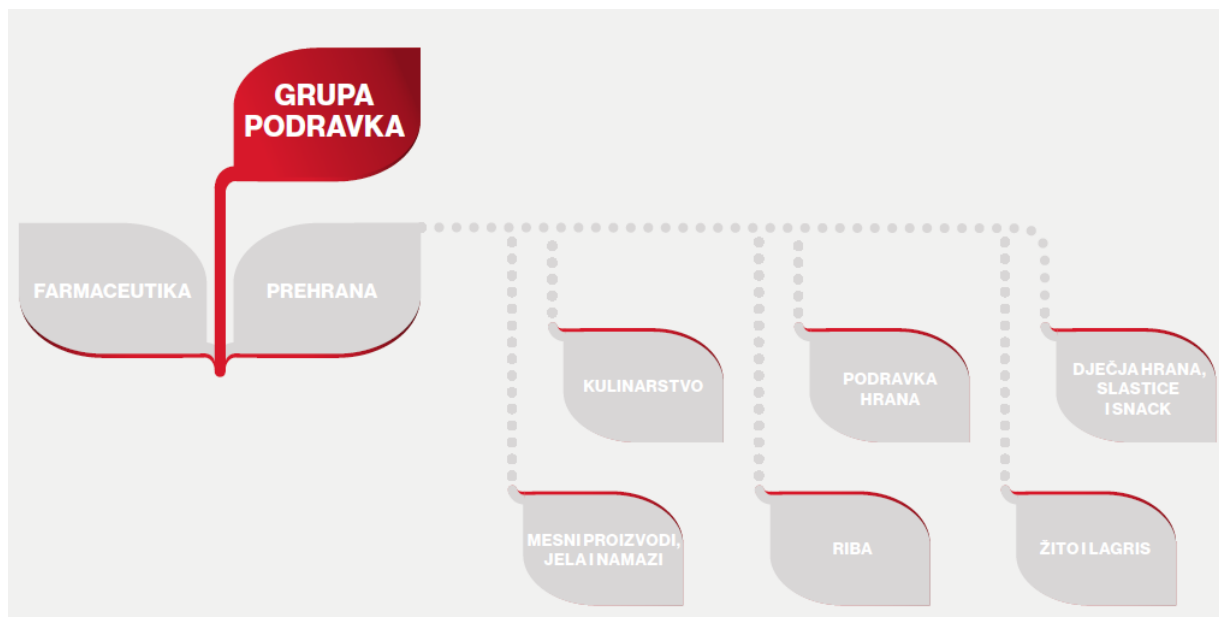 GRUPA
PODRAVKA
FARMACEUTIKA
PREHRANA
KULINARSTVO
PODRAVKA
HRANA
DJEČJA HRANA,
SLASTICE
I SNACK
MESNI PROIZVODI,
JELA I NAMAZI
RIBA
ŽITO I LAGRIS